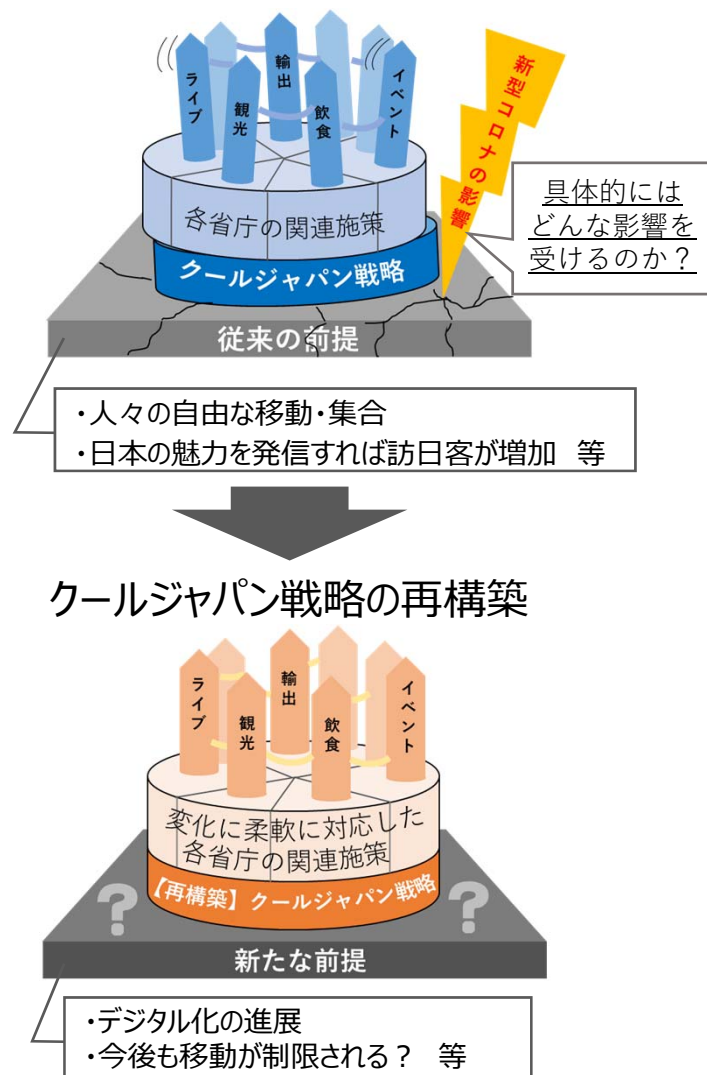 ライブ
観光
輸出
飲食
イベント
新型コロナの影響
具体的には
どんな影響を
受けるのか？
各省庁の関連施策
クールジャパン戦略
従来の前提
・人々の自由な移動・集合
・日本の魅力を発信すれば訪日客が増加 等
クールジャパン戦略の再構築
ライブ
観光
輸出
飲食
イベント
変化に柔軟に対応した
各省庁の関連施策
【再構築】クールジャパン戦略
?
?
新たな前提
・デジタル化の進展
・今後も移動が制限される？ 等